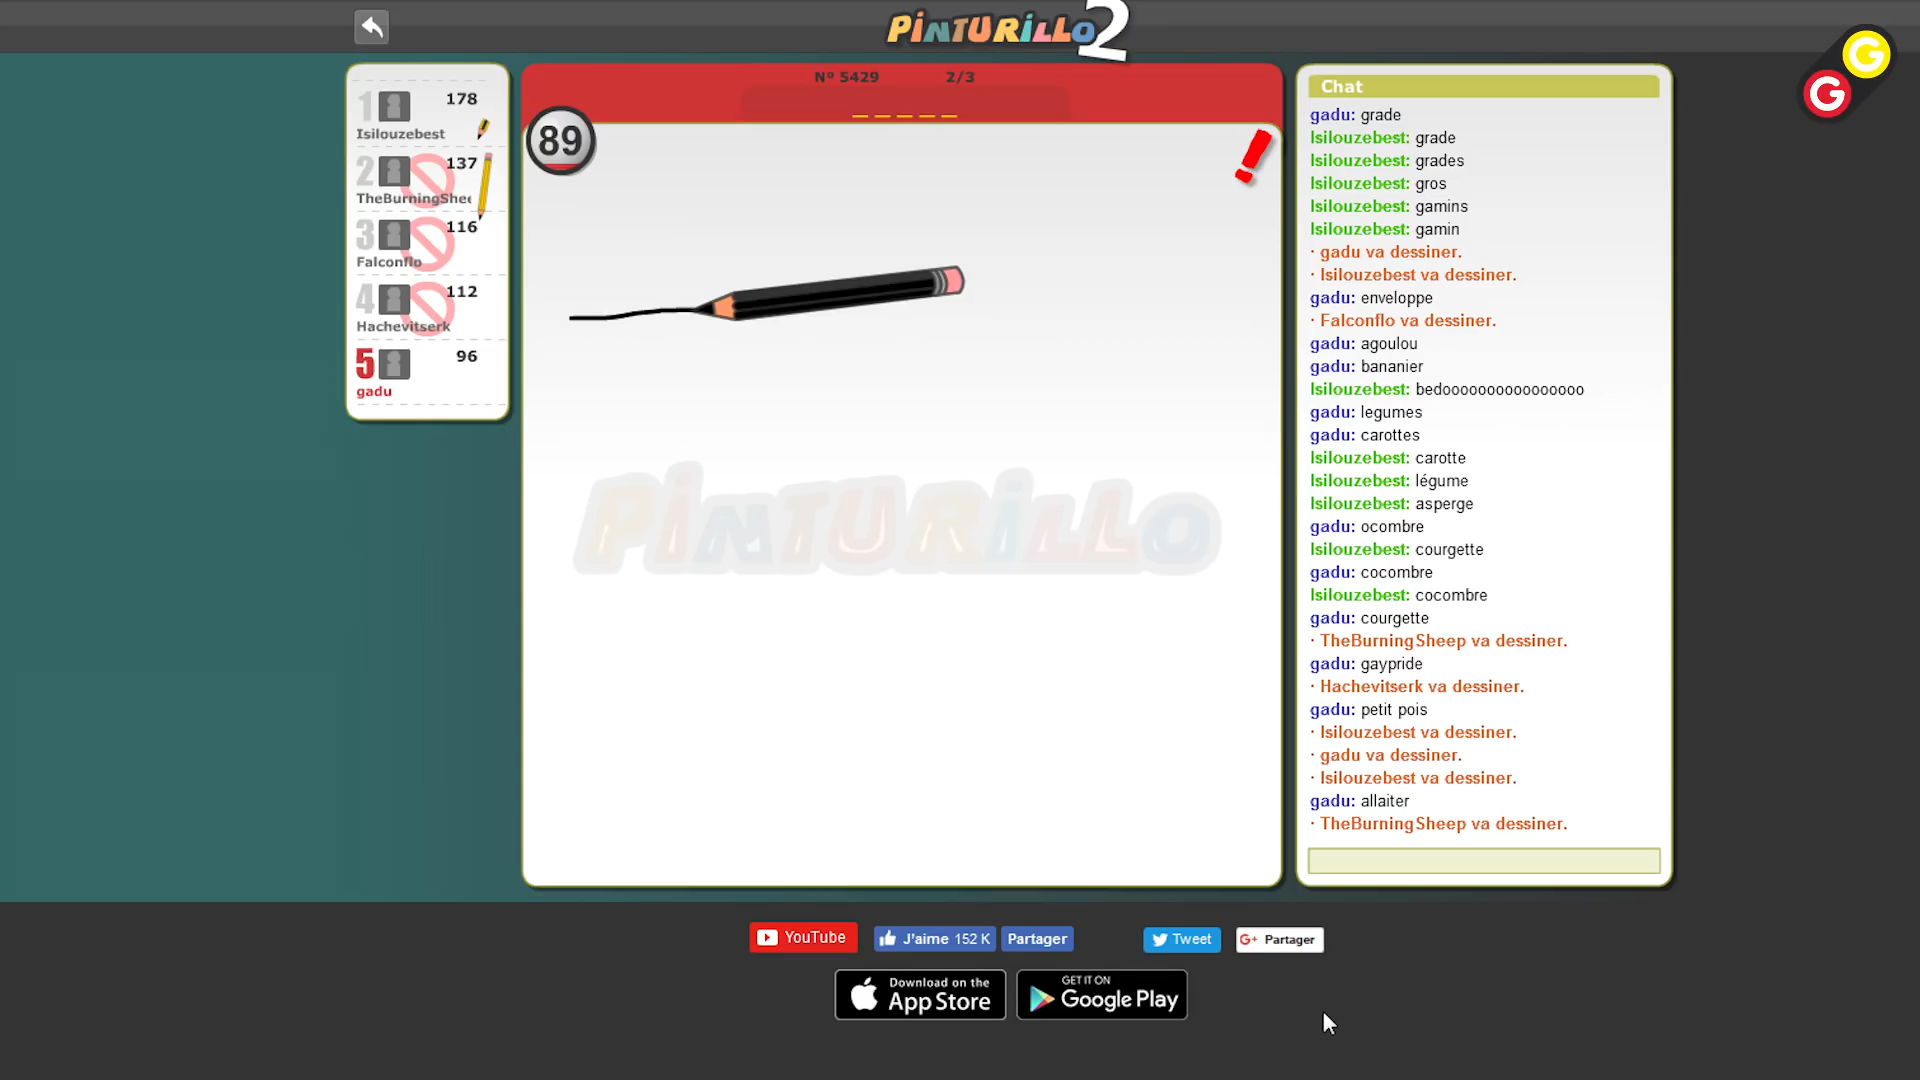 PiNTURiLLO2
1 178
Isilouzebest
2 137
TheBurningShee
3 116
Falconflo
4 112
Hachevitserk
5 96
gadu
Nº 5429 2/3
_ _ _ _ _
89
!
PiNTURiLLO
Chat
gadu: grade
Isilouzebest: grade
Isilouzebest: grades
Isilouzebest: gros
Isilouzebest: gamins
Isilouzebest: gamin
· gadu va dessiner.
· Isilouzebest va dessiner.
gadu: enveloppe
· Falconflo va dessiner.
gadu: agoulou
gadu: bananier
Isilouzebest: bedoooooooooooooooo
gadu: legumes
gadu: carottes
Isilouzebest: carotte
Isilouzebest: légume
Isilouzebest: asperge
gadu: ocombre
Isilouzebest: courgette
gadu: cocombre
Isilouzebest: cocombre
gadu: courgette
· TheBurningSheep va dessiner.
gadu: gaypride
· Hachevitserk va dessiner.
gadu: petit pois
· Isilouzebest va dessiner.
· gadu va dessiner.
· Isilouzebest va dessiner.
gadu: allaiter
· TheBurningSheep va dessiner.
G
G
YouTube J'aime 152 K Partager Tweet G+ Partager
Download on the
App Store
GET IT ON
Google Play